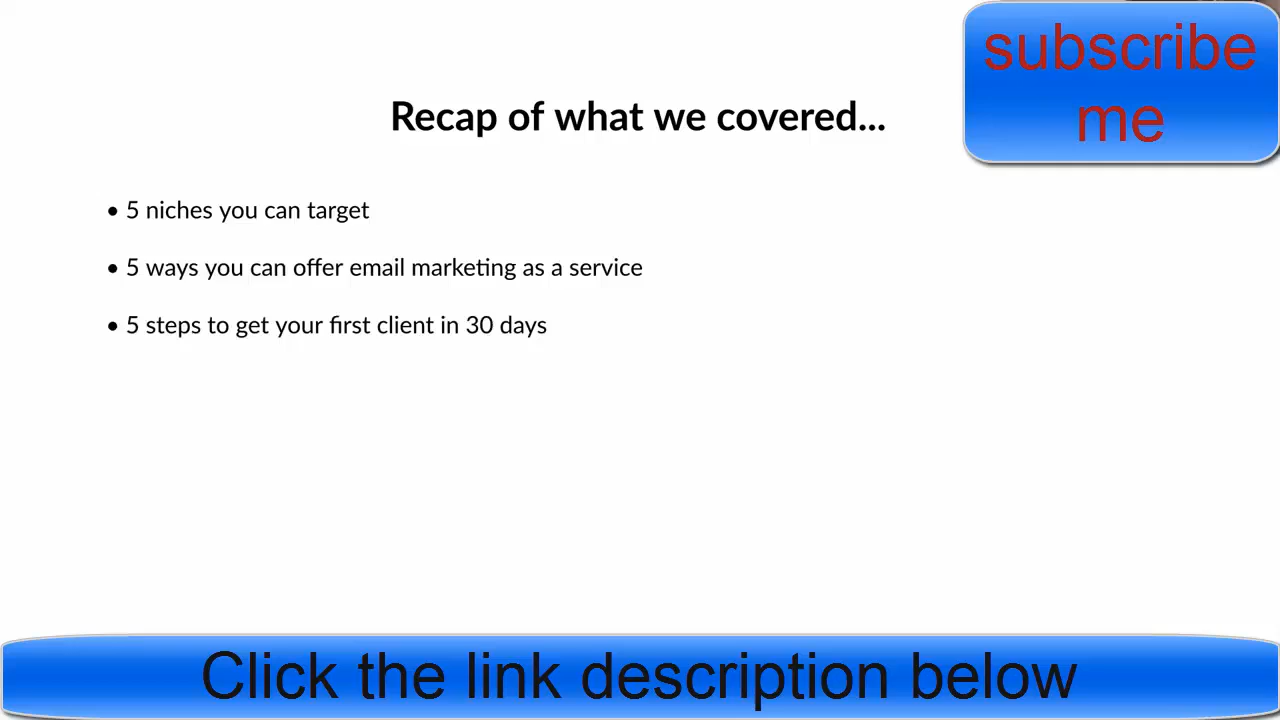 subscribe
me
Recap of what we covered...
• 5 niches you can target
• 5 ways you can offer email marketing as a service
• 5 steps to get your first client in 30 days
Click the link description below